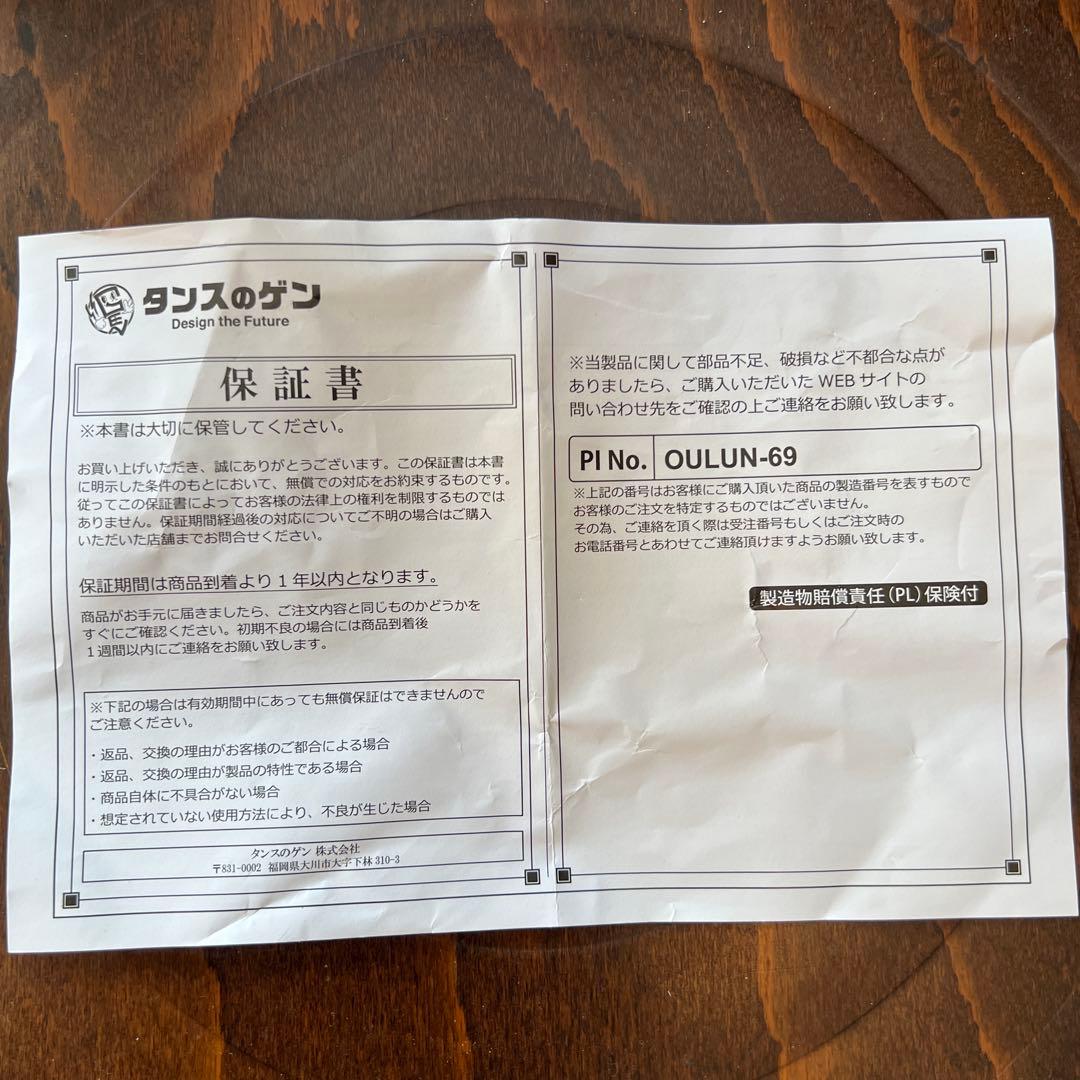 タンスのゲン
Design the Future
保証書
※本書は大切に保管してください。
お買い上げいただき、誠にありがとうございます。この保証書は本書
に明示した条件のもとにおいて、無償での対応をお約束するものです。
従ってこの保証書によってお客様の法律上の権利を制限するものでは
ありません。保証期間経過後の対応についてご不明の場合はご購入
いただいた店舗までお問合せください。
保証期間は商品到着より1年以内となります。
商品がお手元に届きましたら、ご注文内容と同じものかどうかを
すぐにご確認ください。初期不良の場合には商品到着後
1週間以内にご連絡をお願い致します。
※下記の場合は有効期間中にあっても無償保証はできませんので
ご注意ください。
・返品、交換の理由がお客様のご都合による場合
・返品、交換の理由が製品の特性である場合
・商品自体に不具合がない場合
・想定されていない使用方法により、不良が生じた場合
タンスのゲン 株式会社
〒831-0002 福岡県大川市大字下林310-3
※当製品に関して部品不足、破損など不都合な点が
ありましたら、ご購入いただいた WEB サイトの
問い合わせ先をご確認の上ご連絡をお願い致します。
PI No. OULUN-69
※上記の番号はお客様にご購入頂いた商品の製造番号を表すもので
お客様のご注文を特定するものではございません。
その為、ご連絡を頂く際は受注番号もしくはご注文時の
お電話番号とあわせてご連絡頂けますようお願い致します。
製造物賠償責任(PL)保険付